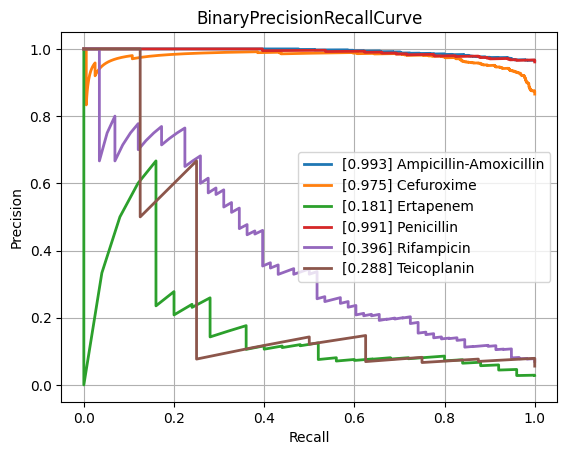 BinaryPrecisionRecallCurve
Precision
1.0
0.8
0.6
0.4
0.2
0.0
[0.993] Ampicillin-Amoxicillin
[0.975] Cefuroxime
[0.181] Ertapenem
[0.991] Penicillin
[0.396] Rifampicin
[0.288] Teicoplanin
0.0 0.2 0.4 0.6 0.8 1.0
Recall